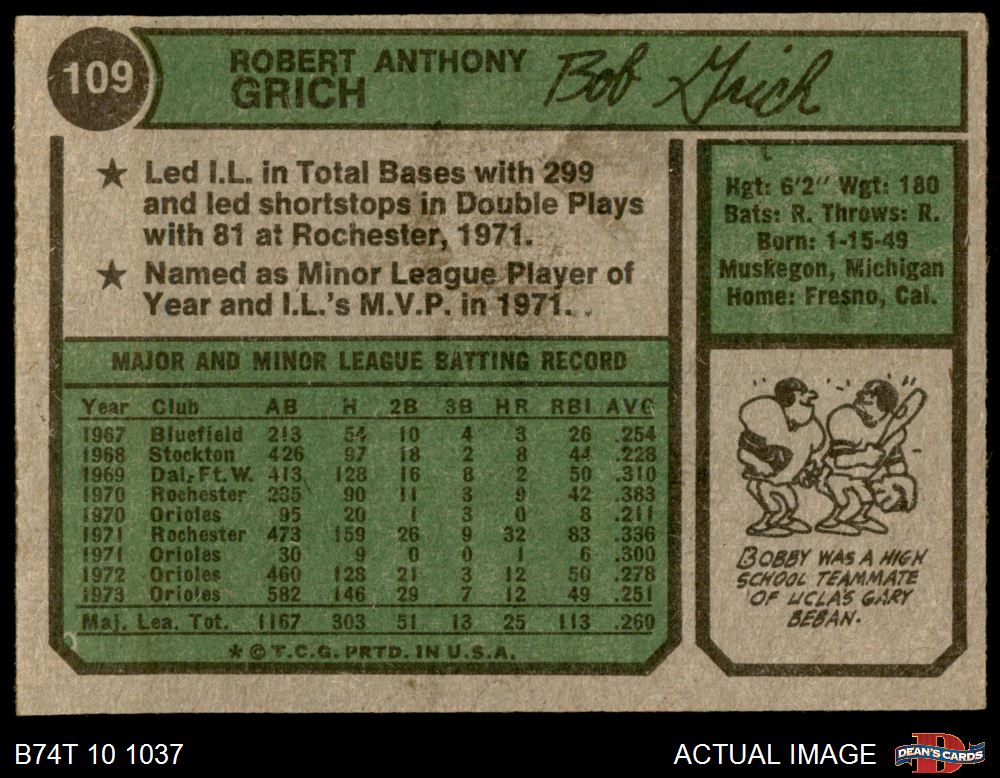 109
ROBERT ANTHONY
GRICH
Bob Grich
★ Led I.L. in Total Bases with 299
and led shortstops in Double Plays
with 81 at Rochester, 1971.
★ Named as Minor League Player of
Year and I.L.'s M.V.P. in 1971.
Hgt: 6'2" Wgt: 180
Bats: R. Throws: R.
Born: 1-15-49
Muskegon, Michigan
Home: Fresno, Cal.
MAJOR AND MINOR LEAGUE BATTING RECORD
Year Club AB H 2B 3B HR RBI AVG
1967 Bluefield 213 54 10 4 3 26 .254
1968 Stockton 426 97 18 2 8 44 .228
1969 Dal.-Ft.W. 413 128 16 8 2 50 .310
1970 Rochester 235 90 11 3 9 42 .383
1970 Orioles 95 20 1 3 0 8 .211
1971 Rochester 473 159 26 9 32 83 .336
1971 Orioles 30 9 0 0 1 6 .300
1972 Orioles 460 128 21 3 12 50 .278
1973 Orioles 582 146 29 7 12 49 .251
Maj. Lea. Tot. 1167 303 51 13 25 113 .260
* © T.C.G. PRTD. IN U.S.A.
BOBBY WAS A HIGH
SCHOOL TEAMMATE
OF UCLA'S GARY
BEBAN.
B74T 10 1037
ACTUAL IMAGE
DEAN'S CARDS